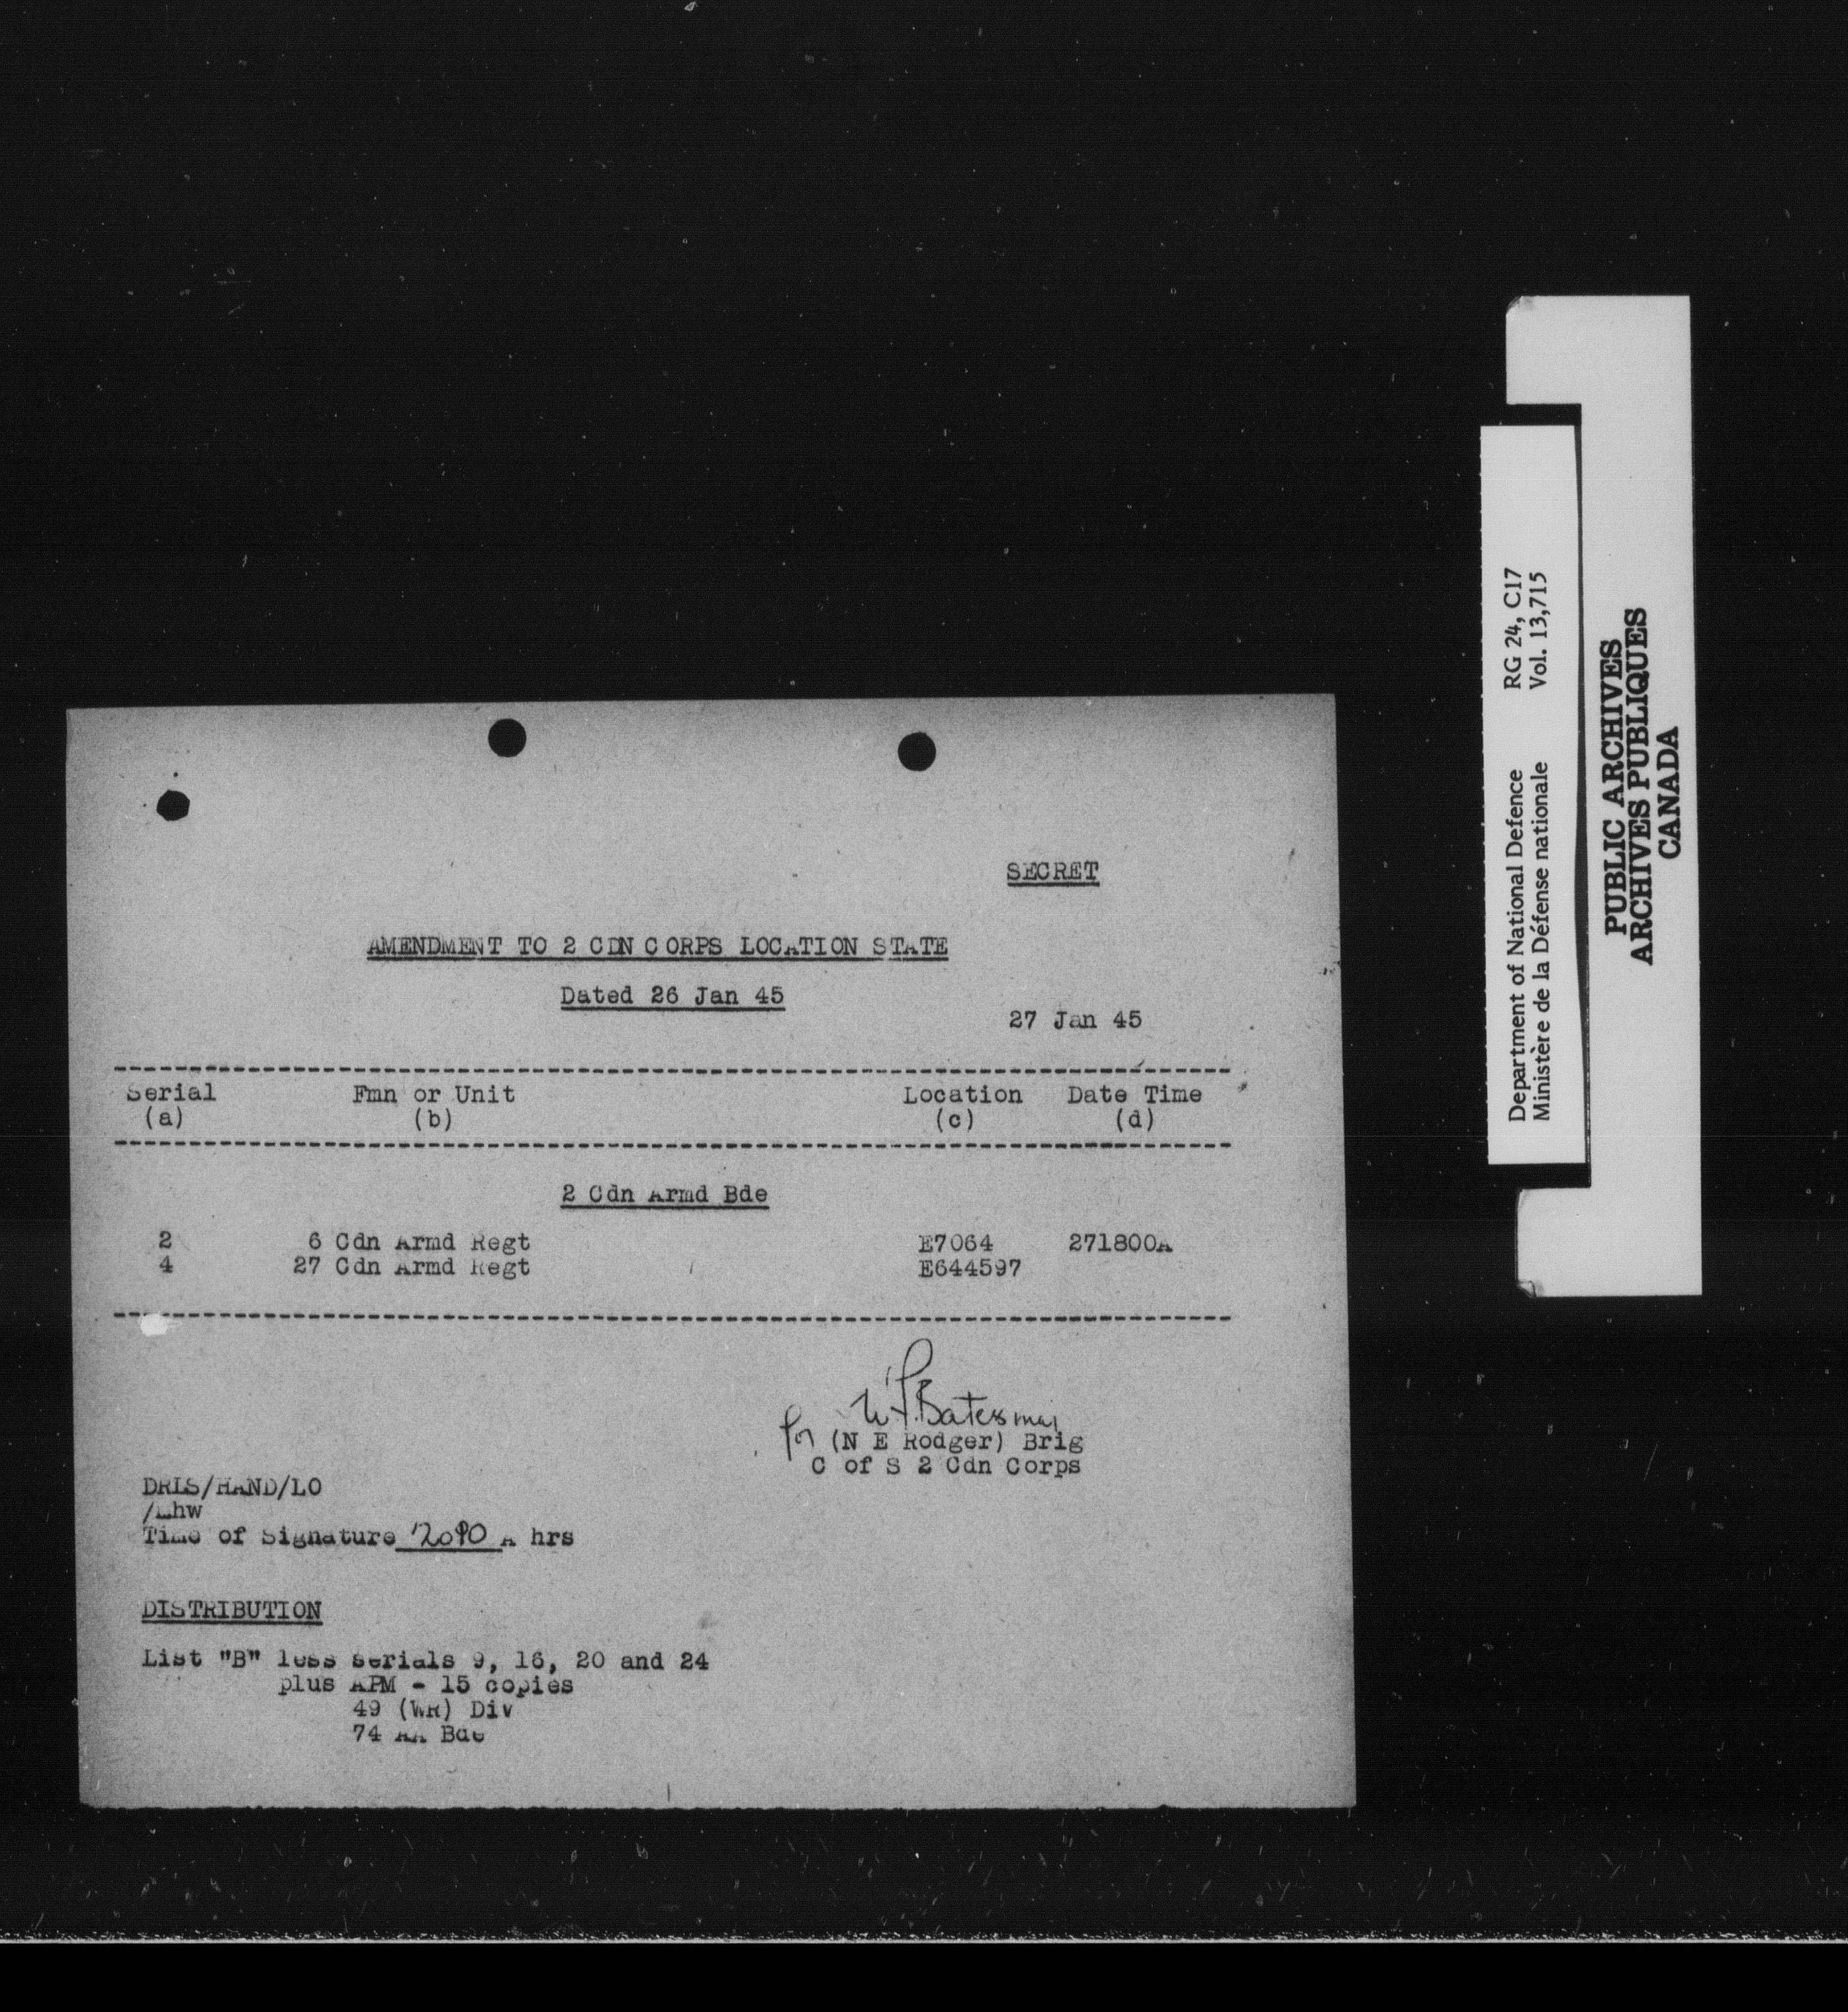 SECRET
AMENDMENT TO 2 CDN CORPS LOCATION STATE
Dated 26 Jan 45
27 Jan 45
Serial Fmn or Unit Location Date Time
(a) (b) (c) (d)
2 Cdn Armd Bde
2 6 Cdn Armd Regt E7064 271800A
4 27 Cdn Armd Regt E644597
for (N E Rodger) Brig
C of S 2 Cdn Corps
DRLS/HAND/LO
Time of Signature A hrs
DISTRIBUTION
List "B" less serials 9, 16, 20 and 24
plus APM - 15 copies
49 (WR) Div
74 AA Bde
Department of National Defence RG 24, C17
Ministère de la Défense nationale Vol. 13,715
PUBLIC ARCHIVES
ARCHIVES PUBLIQUES
CANADA